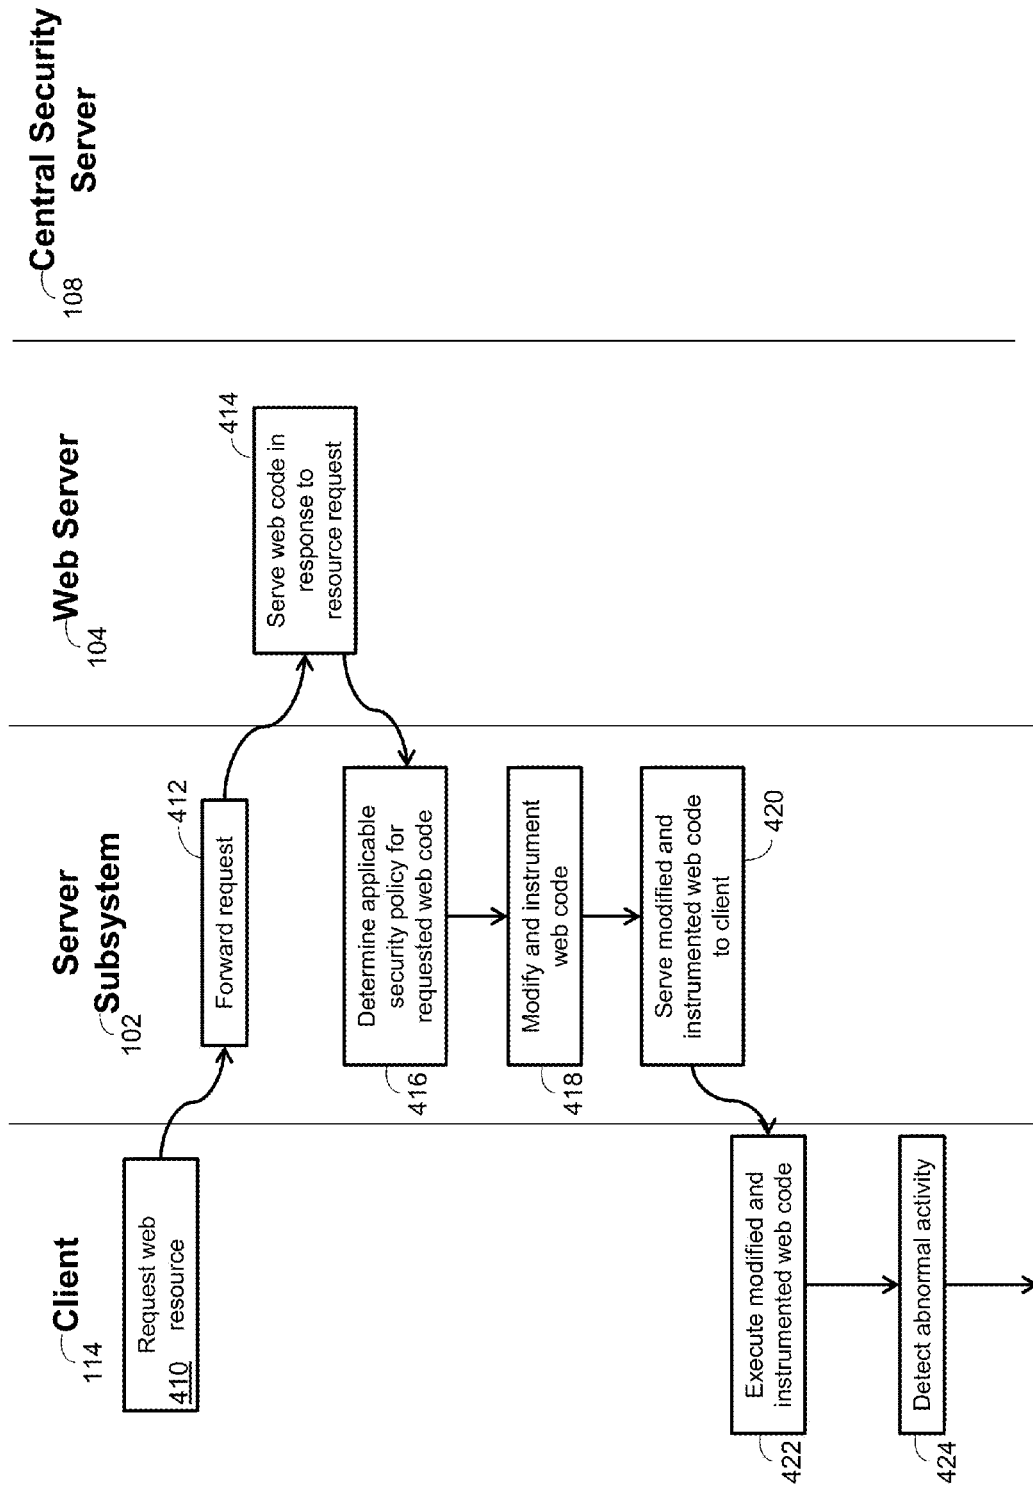 Client
114
Server
Subsystem
102
Web Server
104
Central Security
Server
108
Request web
resource
410
Forward request
412
Serve web code in
response to
resource request
414
Determine applicable
security policy for
requested web code
416
Modify and instrument
web code
418
Serve modified and
instrumented web code
to client
420
Execute modified and
instrumented web code
422
Detect abnormal activity
424